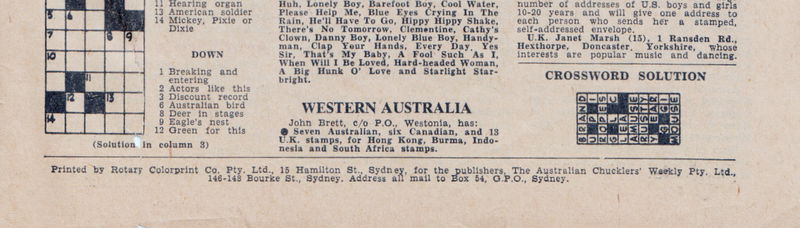 11 Hearing organ
13 American soldier
14 Mickey, Pixie or
Dixie
DOWN
1 Breaking and
entering
2 Actors like this
3 Discount record
6 Australian bird
8 Deer in stages
9 Eagle's nest
12 Green for this
5 6
8 9
10
11
12 13
14
(Solution in column 3)
Huh, Lonely Boy, Barefoot Boy, Cool Water,
Please Help Me, Blue Eyes Crying In The
Rain, He'll Have To Go, Hippy Hippy Shake,
There's No Tomorrow, Clementine, Cathy's
Clown, Danny Boy, Lonely Blue Boy, Handy-
man, Clap Your Hands, Every Day, Yes
Sir, That's My Baby, A Fool Such As I,
When Will I Be Loved, Hard-headed Woman,
A Big Hunk O' Love and Starlight Star-
bright.
WESTERN AUSTRALIA
John Brett, c/o P.O., Westonia, has:
● Seven Australian, six Canadian, and 13
U.K. stamps, for Hong Kong, Burma, Indo-
nesia and South Africa stamps.
number of addresses of U.S. boys and girls
10-20 years and will give one address to
each person who sends her a stamped,
self-addressed envelope.
U.K. Janet Marsh (15), 1 Ransden Rd.,
Hexthorpe, Doncaster, Yorkshire, whose
interests are popular music and dancing.
CROSSWORD SOLUTION
Printed by Rotary Colorprint Co. Pty. Ltd., 15 Hamilton St., Sydney, for the publishers, The Australian Chucklers' Weekly Pty. Ltd.,
146-148 Bourke St., Sydney. Address all mail to Box 54, G.P.O., Sydney.